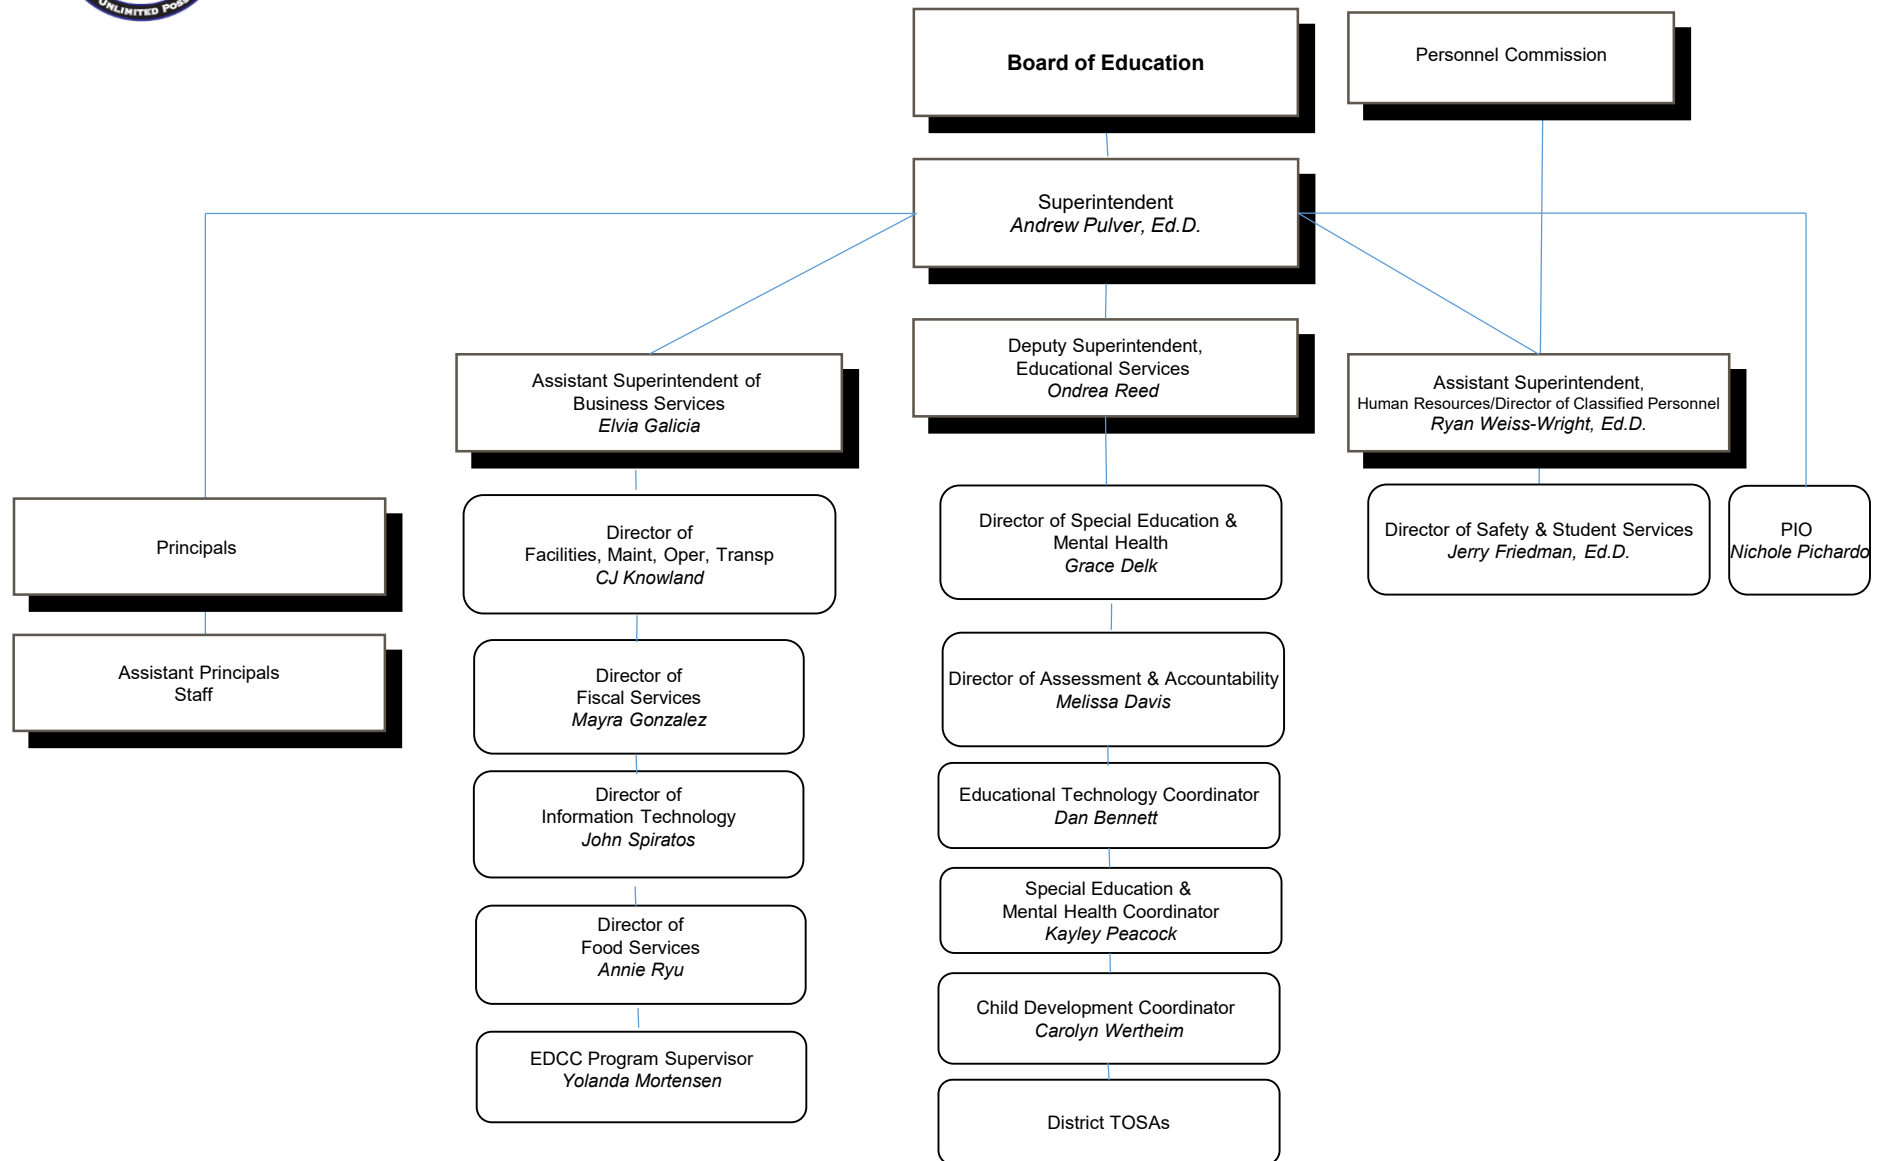 UNLIMITED
Board of Education
Personnel Commission
Superintendent
Andrew Pulver, Ed.D.
Deputy Superintendent,
Educational Services
Ondrea Reed
Assistant Superintendent of
Business Services
Elvia Galicia
Assistant Superintendent,
Human Resources/Director of Classified Personnel
Ryan Weiss-Wright, Ed.D.
Principals
Assistant Principals
Staff
Director of
Facilities, Maint, Oper, Transp
CJ Knowland
Director of
Fiscal Services
Mayra Gonzalez
Director of
Information Technology
John Spiratos
Director of
Food Services
Annie Ryu
EDCC Program Supervisor
Yolanda Mortensen
Director of Special Education &
Mental Health
Grace Delk
Director of Assessment & Accountability
Melissa Davis
Educational Technology Coordinator
Dan Bennett
Special Education &
Mental Health Coordinator
Kayley Peacock
Child Development Coordinator
Carolyn Wertheim
District TOSAs
Director of Safety & Student Services
Jerry Friedman, Ed.D.
PIO
Nichole Pichardo